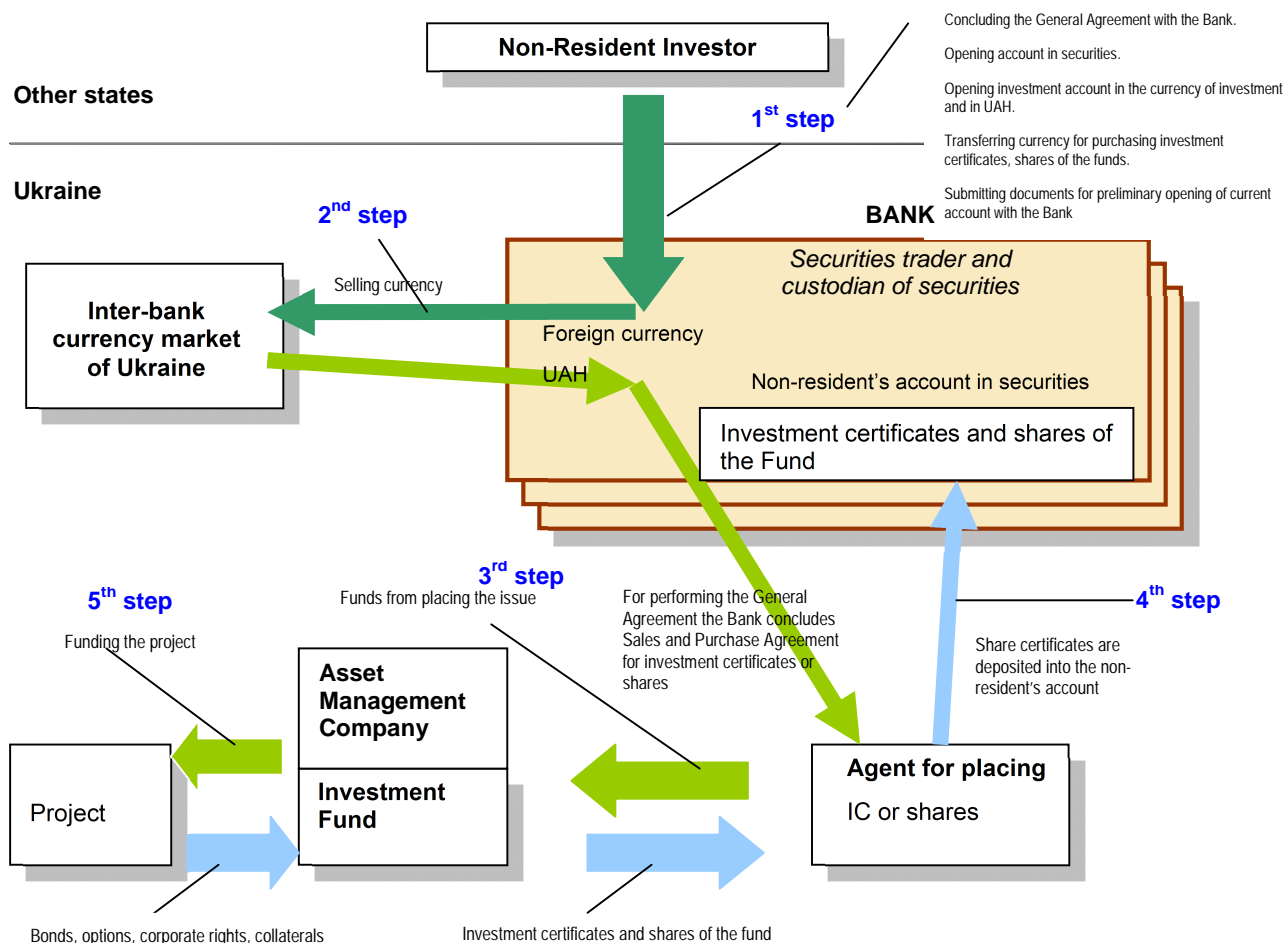 Non-Resident Investor
Concluding the General Agreement with the Bank.
Opening account in securities.
Opening investment account in the currency of investment
and in UAH.
Transferring currency for purchasing investment
certificates, shares of the funds.
Submitting documents for preliminary opening of current
account with the Bank
Other states
1st step
Ukraine
2nd step
BANK
Selling currency
Securities trader and
custodian of securities
Inter-bank
currency market
of Ukraine
Foreign currency
UAH
Non-resident's account in securities
Investment certificates and shares of
the Fund
3rd step
Funds from placing the issue
5th step
Funding the project
For performing the General
Agreement the Bank concludes
Sales and Purchase Agreement
for investment certificates or
shares
4th step
Share certificates are
deposited into the non-
resident's account
Asset
Management
Company
Investment
Fund
Project
Agent for placing
IC or shares
Bonds, options, corporate rights, collaterals
Investment certificates and shares of the fund